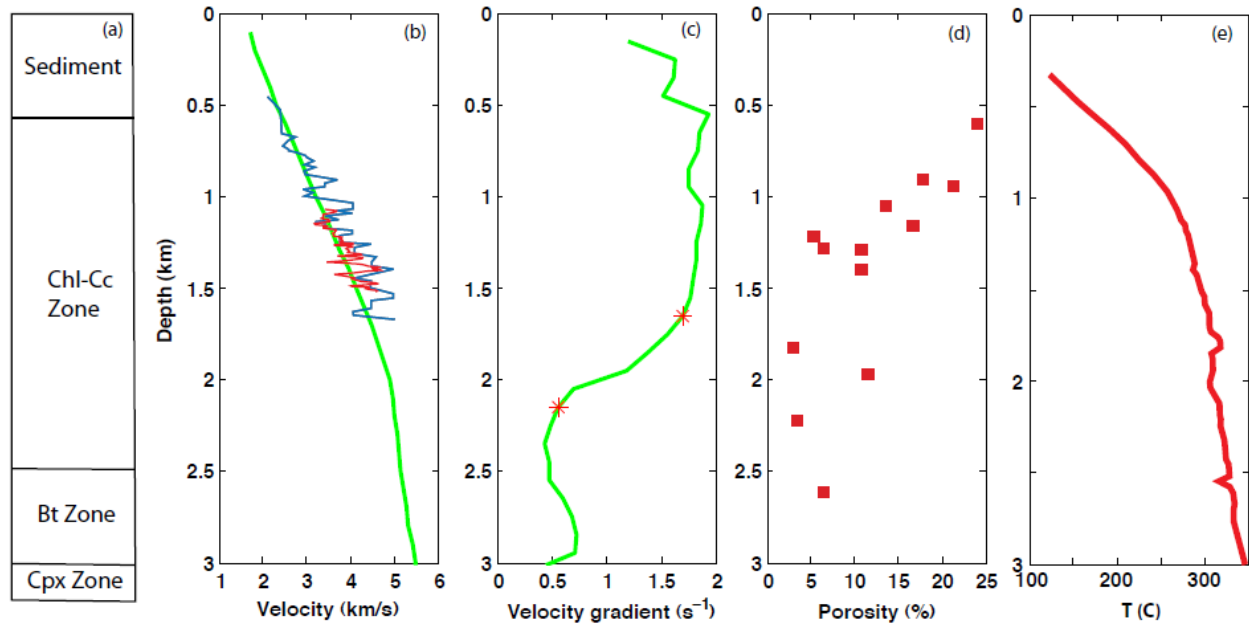 (a)
Sediment
Chl-Cc
Zone
Bt Zone
Cpx Zone
Depth (km)
0
0.5
1
1.5
2
2.5
3
(b)
1 2 3 4 5 6
Velocity (km/s)
0
0.5
1
1.5
2
2.5
3
(c)
0 0.5 1 1.5 2
Velocity gradient (s⁻¹)
0
0.5
1
1.5
2
2.5
3
(d)
0 5 10 15 20 25
Porosity (%)
0
1
2
3
(e)
100 200 300
T (C)